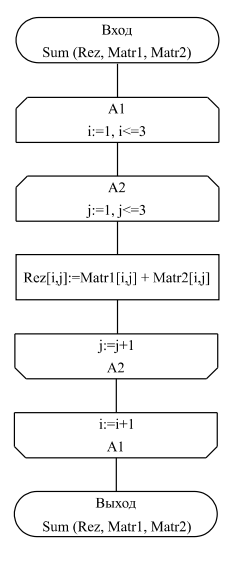 Вход
Sum (Rez, Matr1, Matr2)
A1
i:=1, i<=3
A2
j:=1, j<=3
Rez[i,j]:=Matr1[i,j] + Matr2[i,j]
j:=j+1
A2
i:=i+1
A1
Выход
Sum (Rez, Matr1, Matr2)